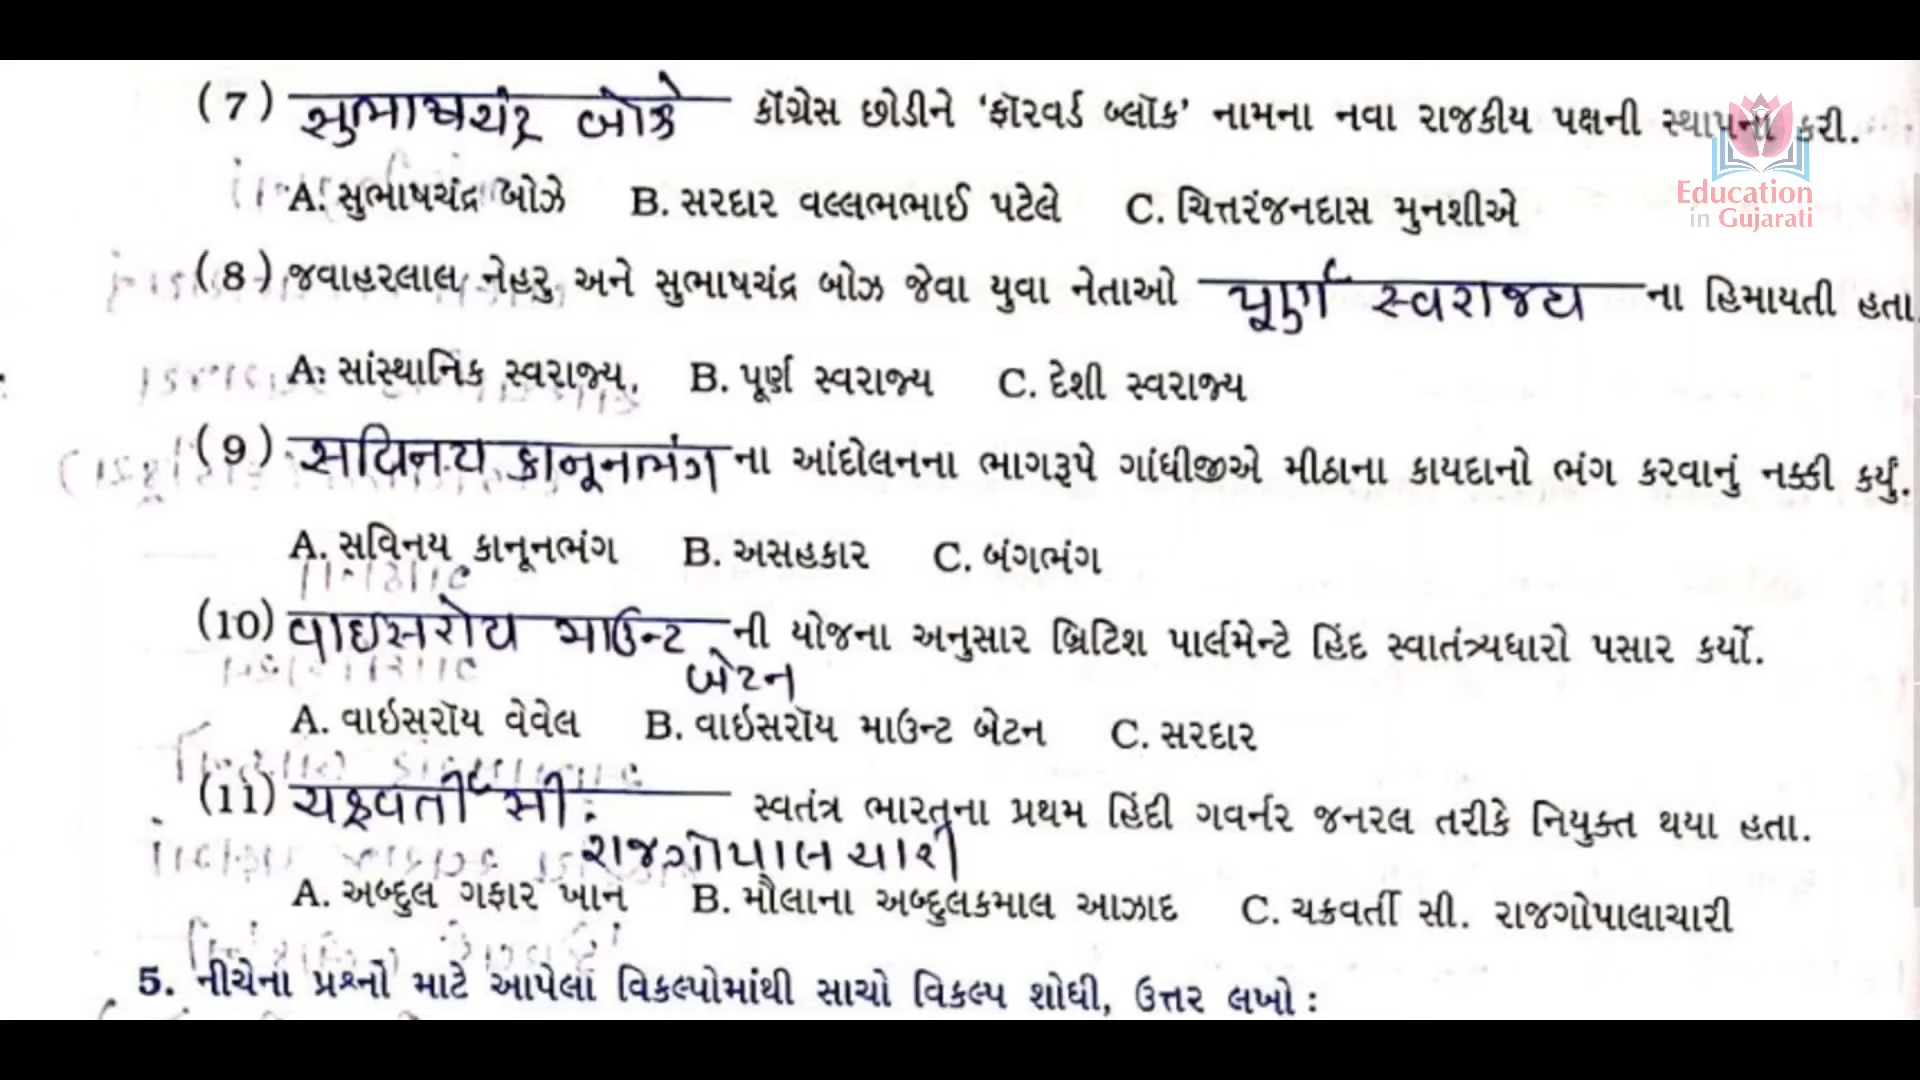 (7) સુભાષચંદ્ર બોઝે કૉંગ્રેસ છોડીને ‘ફૉરવર્ડ બ્લૉક’ નામના નવા રાજકીય પક્ષની સ્થાપના કરી.
A. સુભાષચંદ્ર બોઝે B. સરદાર વલ્લભભાઈ પટેલે C. ચિત્તરંજનદાસ મુનશીએ
Education
in Gujarati
(8) જવાહરલાલ નેહરુ અને સુભાષચંદ્ર બોઝ જેવા યુવા નેતાઓ પૂર્ણ સ્વરાજ્ય ના હિમાયતી હતા.
A. સાંસ્થાનિક સ્વરાજ્ય B. પૂર્ણ સ્વરાજ્ય C. દેશી સ્વરાજ્ય
(9) સવિનય કાનૂનભંગ ના આંદોલનના ભાગરૂપે ગાંધીજીએ મીઠાના કાયદાનો ભંગ કરવાનું નક્કી કર્યું.
A. સવિનય કાનૂનભંગ B. અસહકાર C. બંગભંગ
(10) વાઇસરોય માઉન્ટ ની યોજના અનુસાર બ્રિટિશ પાર્લમેન્ટે હિંદ સ્વાતંત્ર્યધારો પસાર કર્યો.
બેટન
A. વાઇસરૉય વેવેલ B. વાઇસરૉય માઉન્ટ બેટન C. સરદાર
(11) ચક્રવર્તી સી. સ્વતંત્ર ભારતના પ્રથમ હિંદી ગવર્નર જનરલ તરીકે નિયુક્ત થયા હતા.
રાજગોપાલચારી
A. અબ્દુલ ગફાર ખાન B. મૌલાના અબ્દુલકમાલ આઝાદ C. ચક્રવર્તી સી. રાજગોપાલાચારી
5. નીચેના પ્રશ્નો માટે આપેલા વિકલ્પોમાંથી સાચો વિકલ્પ શોધી, ઉત્તર લખો :